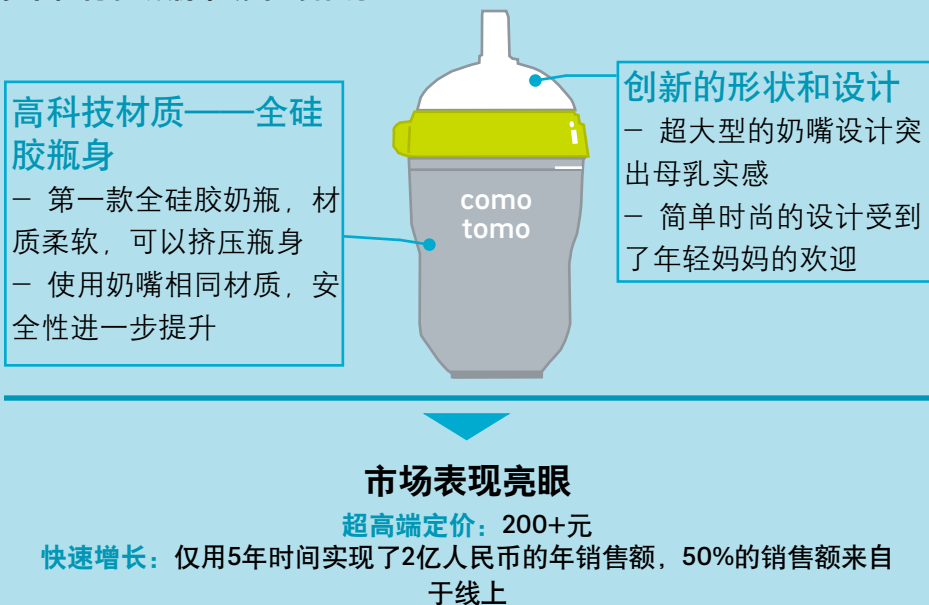 高科技材质——全硅
胶瓶身
– 第一款全硅胶奶瓶，材
质柔软，可以挤压瓶身
– 使用奶嘴相同材质，安
全性进一步提升
como
tomo
创新的形状和设计
– 超大型的奶嘴设计突
出母乳实感
– 简单时尚的设计受到
了年轻妈妈的欢迎
市场表现亮眼
超高端定价：200+元
快速增长：仅用5年时间实现了2亿人民币的年销售额，50%的销售额来自
于线上